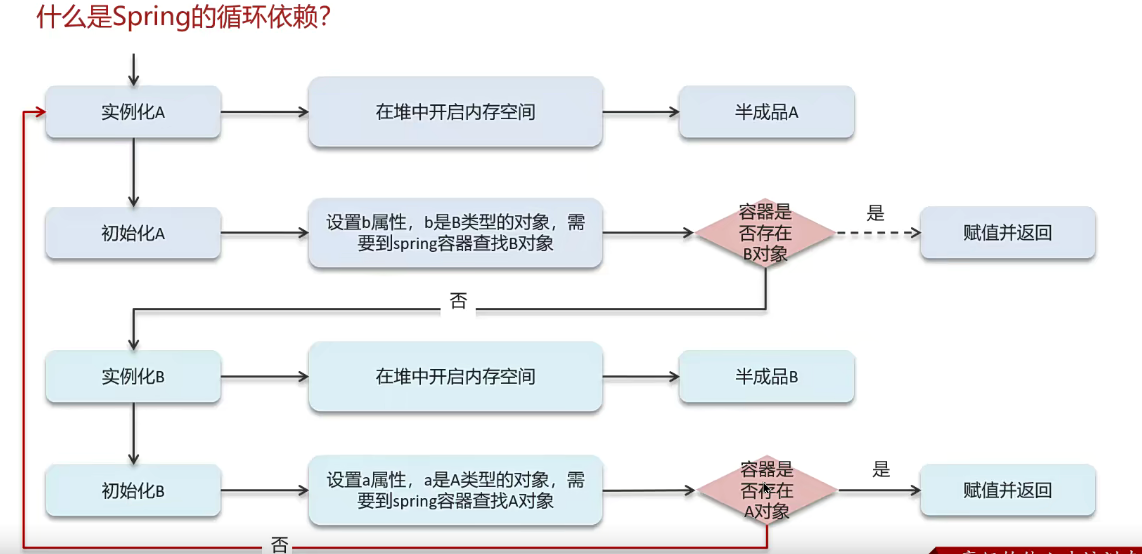 什么是Spring的循环依赖?
实例化A
在堆中开启内存空间
半成品A
初始化A
设置b属性，b是B类型的对象，需
要到spring容器查找B对象
容器是
否存在
B对象
是
赋值并返回
否
实例化B
在堆中开启内存空间
半成品B
初始化B
设置a属性，a是A类型的对象，需
要到spring容器查找A对象
容器是
否存在
A对象
是
赋值并返回
否